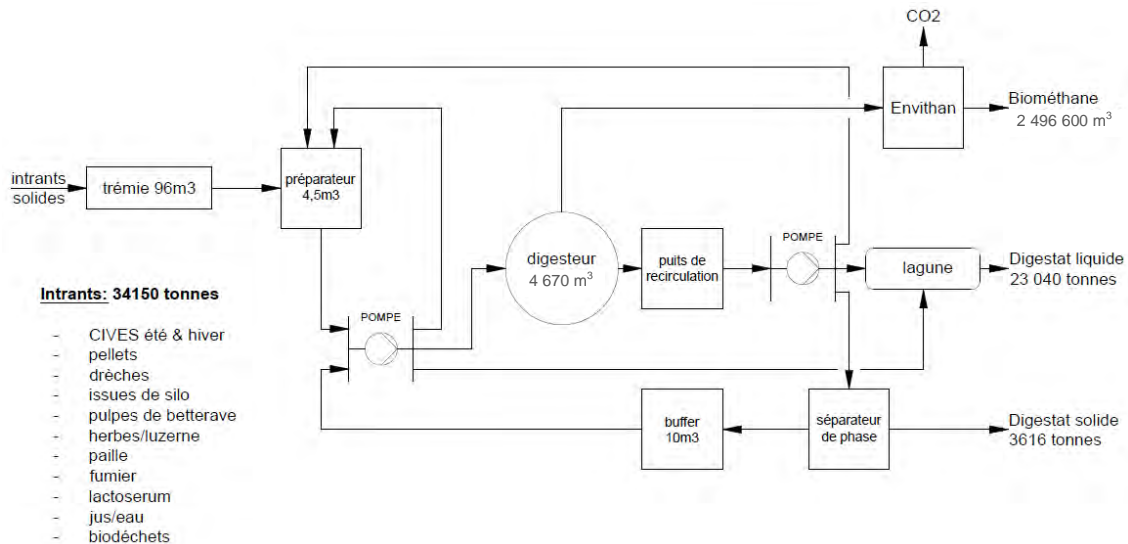 CO2
Envithan
Biométhane
2 496 600 m³
intrants
solides
trémie 96m3
préparateur
4,5m3
digesteur
4 670 m³
puits de
recirculation
POMPE
lagune
Digestat liquide
23 040 tonnes
Intrants: 34150 tonnes
- CIVES été & hiver
- pellets
- drèches
- issues de silo
- pulpes de betterave
- herbes/luzerne
- paille
- fumier
- lactoserum
- jus/eau
- biodéchets
POMPE
buffer
10m3
séparateur
de phase
Digestat solide
3616 tonnes